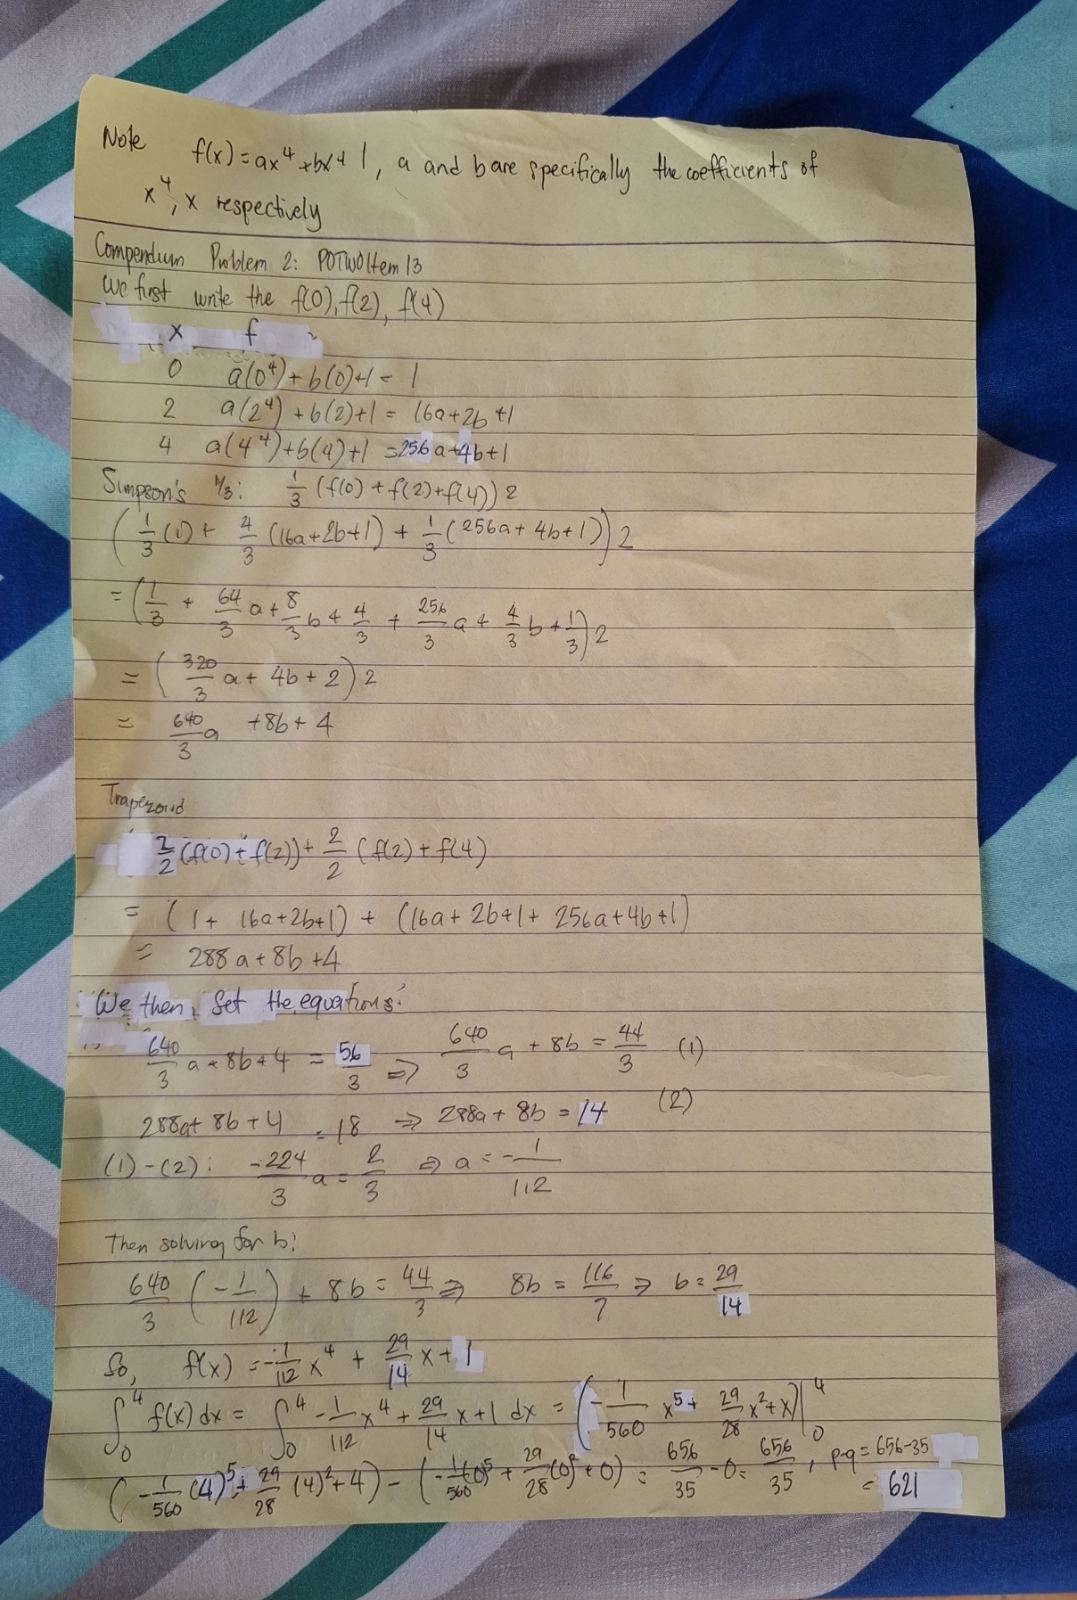 Note f(x) = ax⁴ + bx + 1, a and b are specifically the coefficients of
x⁴, x respectively
Compendium Problem 2: POTW0Item 13
We first write the f(0), f(2), f(4)
x f
0 a(0⁴) + b(0) + 1 = 1
2 a(2⁴) + b(2) + 1 = 16a + 2b + 1
4 a(4⁴) + b(4) + 1 = 256a + 4b + 1
Simpson's 1/3: 1/3 (f(0) + f(2) + f(4)) 2
(1/3 (1) + 4/3 (16a + 2b + 1) + 1/3 (256a + 4b + 1)) 2
= (1/3 + 64/3 a + 8/3 b + 4/3 + 256/3 a + 4/3 b + 1/3) 2
= (320/3 a + 4b + 2) 2
= 640/3 a + 8b + 4
Trapezoid
2/2 (f(0) + f(2)) + 2/2 (f(2) + f(4))
= (1 + 16a + 2b + 1) + (16a + 2b + 1 + 256a + 4b + 1)
= 288a + 8b + 4
We then Set the equations:
640/3 a + 8b + 4 = 56/3 ⇒ 640/3 a + 8b = 44/3 (1)
288a + 8b + 4 = 18 ⇒ 288a + 8b = 14 (2)
(1) - (2): -224/3 a = 2/3 ⇒ a = -1/112
Then solving for b:
640/3 (-1/112) + 8b = 44/3 ⇒ 8b = 116/7 ⇒ b = 29/14
So, f(x) = -1/112 x⁴ + 29/14 x + 1
∫₀⁴ f(x) dx = ∫₀⁴ -1/112 x⁴ + 29/14 x + 1 dx = (-1/560 x⁵ + 29/28 x² + x)|₀⁴
(-1/560 (4)⁵ + 29/28 (4)² + 4) - (-1/560 (0)⁵ + 29/28 (0)² + 0) = 656/35 - 0 = 656/35, p-q = 656-35
= 621